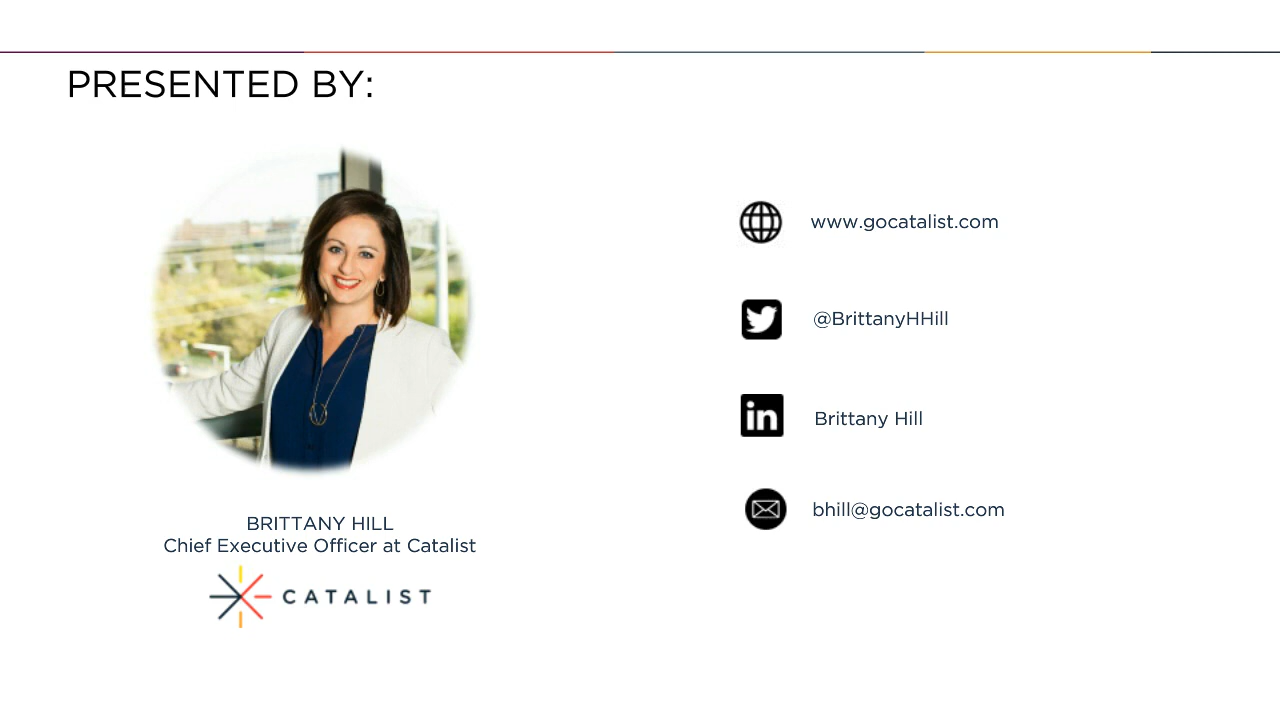 PRESENTED BY:
BRITTANY HILL
Chief Executive Officer at Catalist
CATALIST
www.gocatalist.com
@BrittanyHHill
in
Brittany Hill
bhill@gocatalist.com